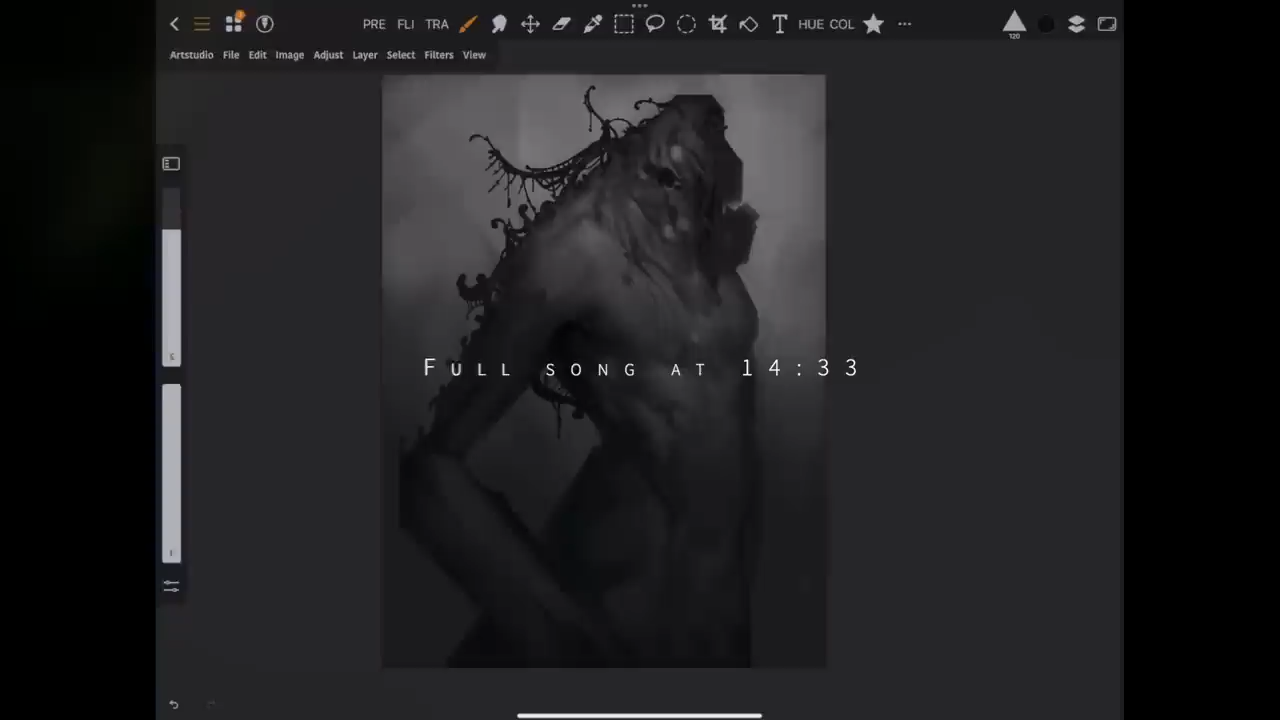 PRE FLI TRA T HUE COL
120
Artstudio File Edit Image Adjust Layer Select Filters View
Full song at 14:33